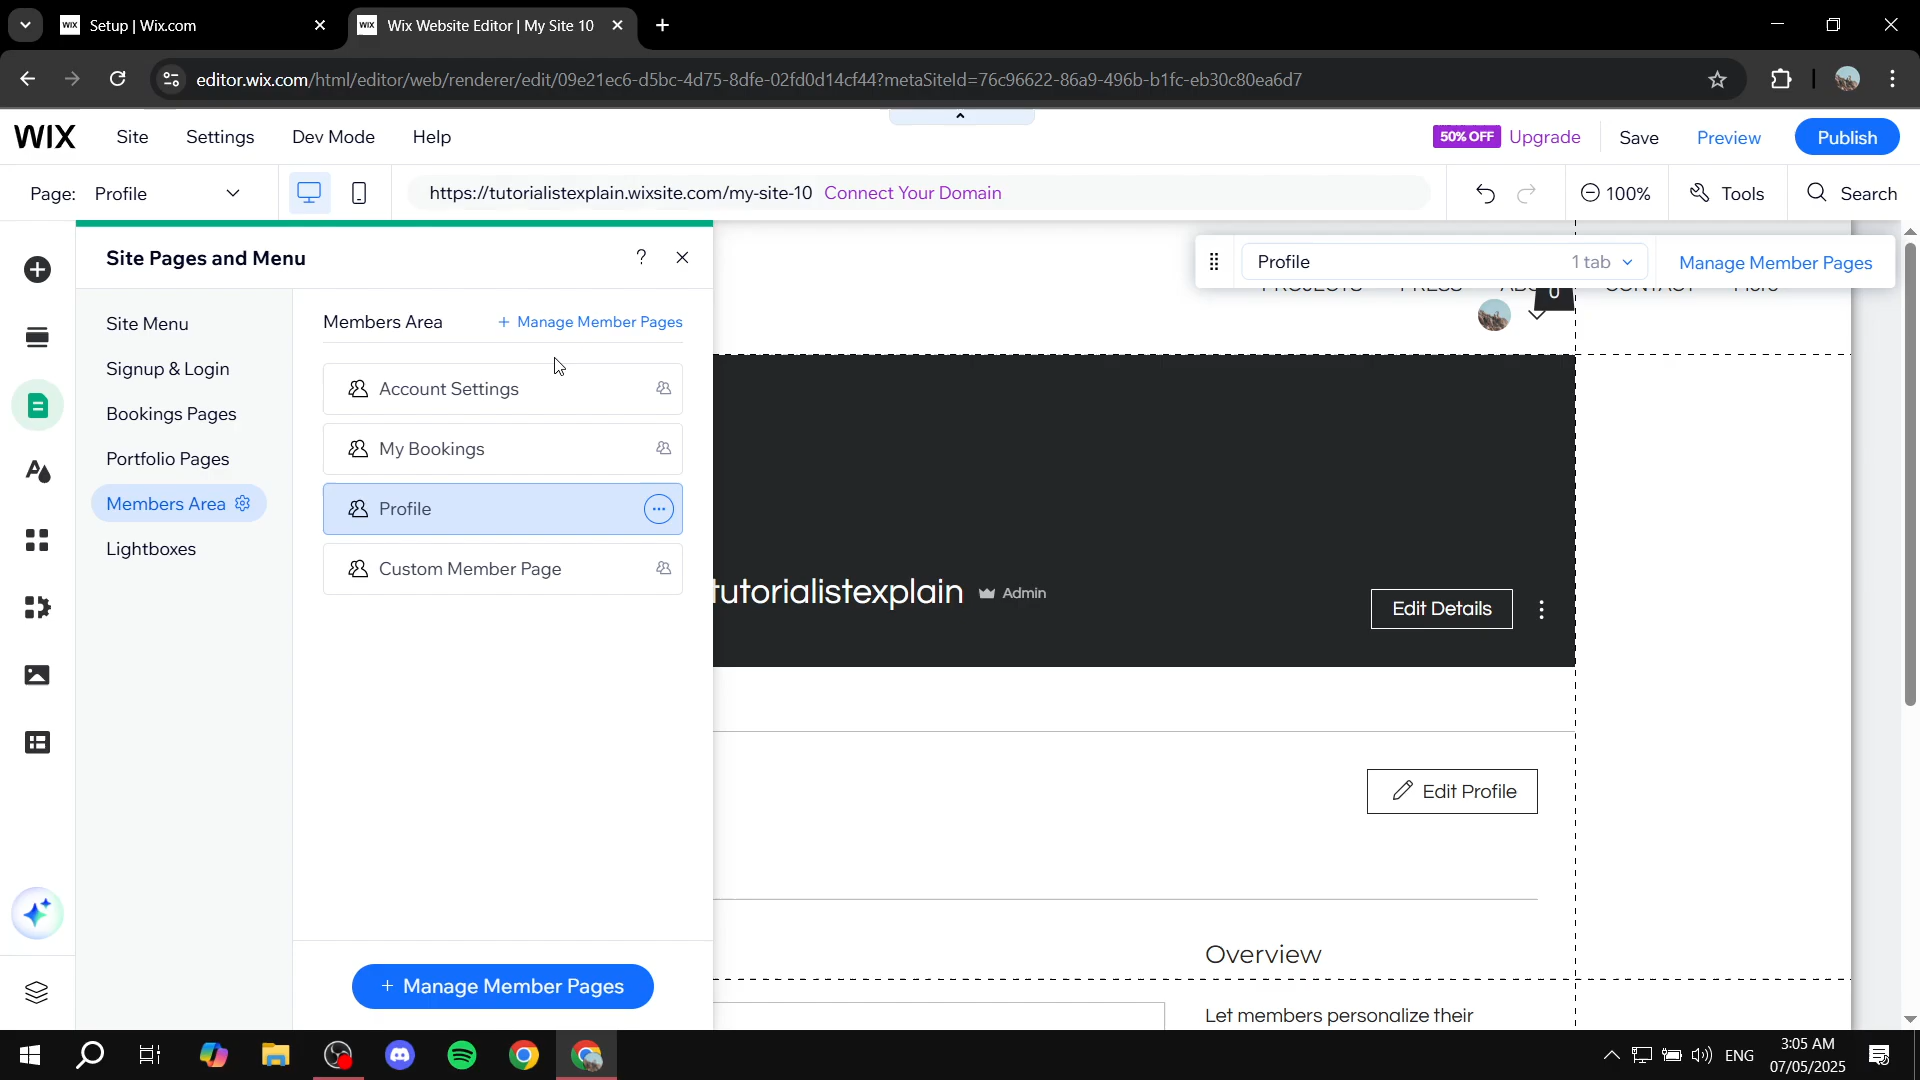 Setup | Wix.com
Wix Website Editor | My Site 10
editor.wix.com/html/editor/web/renderer/edit/09e21ec6-d5bc-4d75-8dfe-02fd0d14cf44?metaSiteId=76c96622-86a9-496b-b1fc-eb30c80ea6d7
WIX
Site
Settings
Dev Mode
Help
50% OFF
Upgrade
Save
Preview
Publish
Page: Profile
https://tutorialistexplain.wixsite.com/my-site-10 Connect Your Domain
100%
Tools
Search
Site Pages and Menu
?
Profile
1 tab
Manage Member Pages
PROJECTS
PRESS
CONTACT
More
0
Site Menu
Signup & Login
Bookings Pages
Portfolio Pages
Members Area
Lightboxes
Members Area
+ Manage Member Pages
Account Settings
My Bookings
Profile
Custom Member Page
+ Manage Member Pages
tutorialistexplain
Admin
Edit Details
Edit Profile
Overview
Let members personalize their
ENG
3:05 AM
07/05/2025